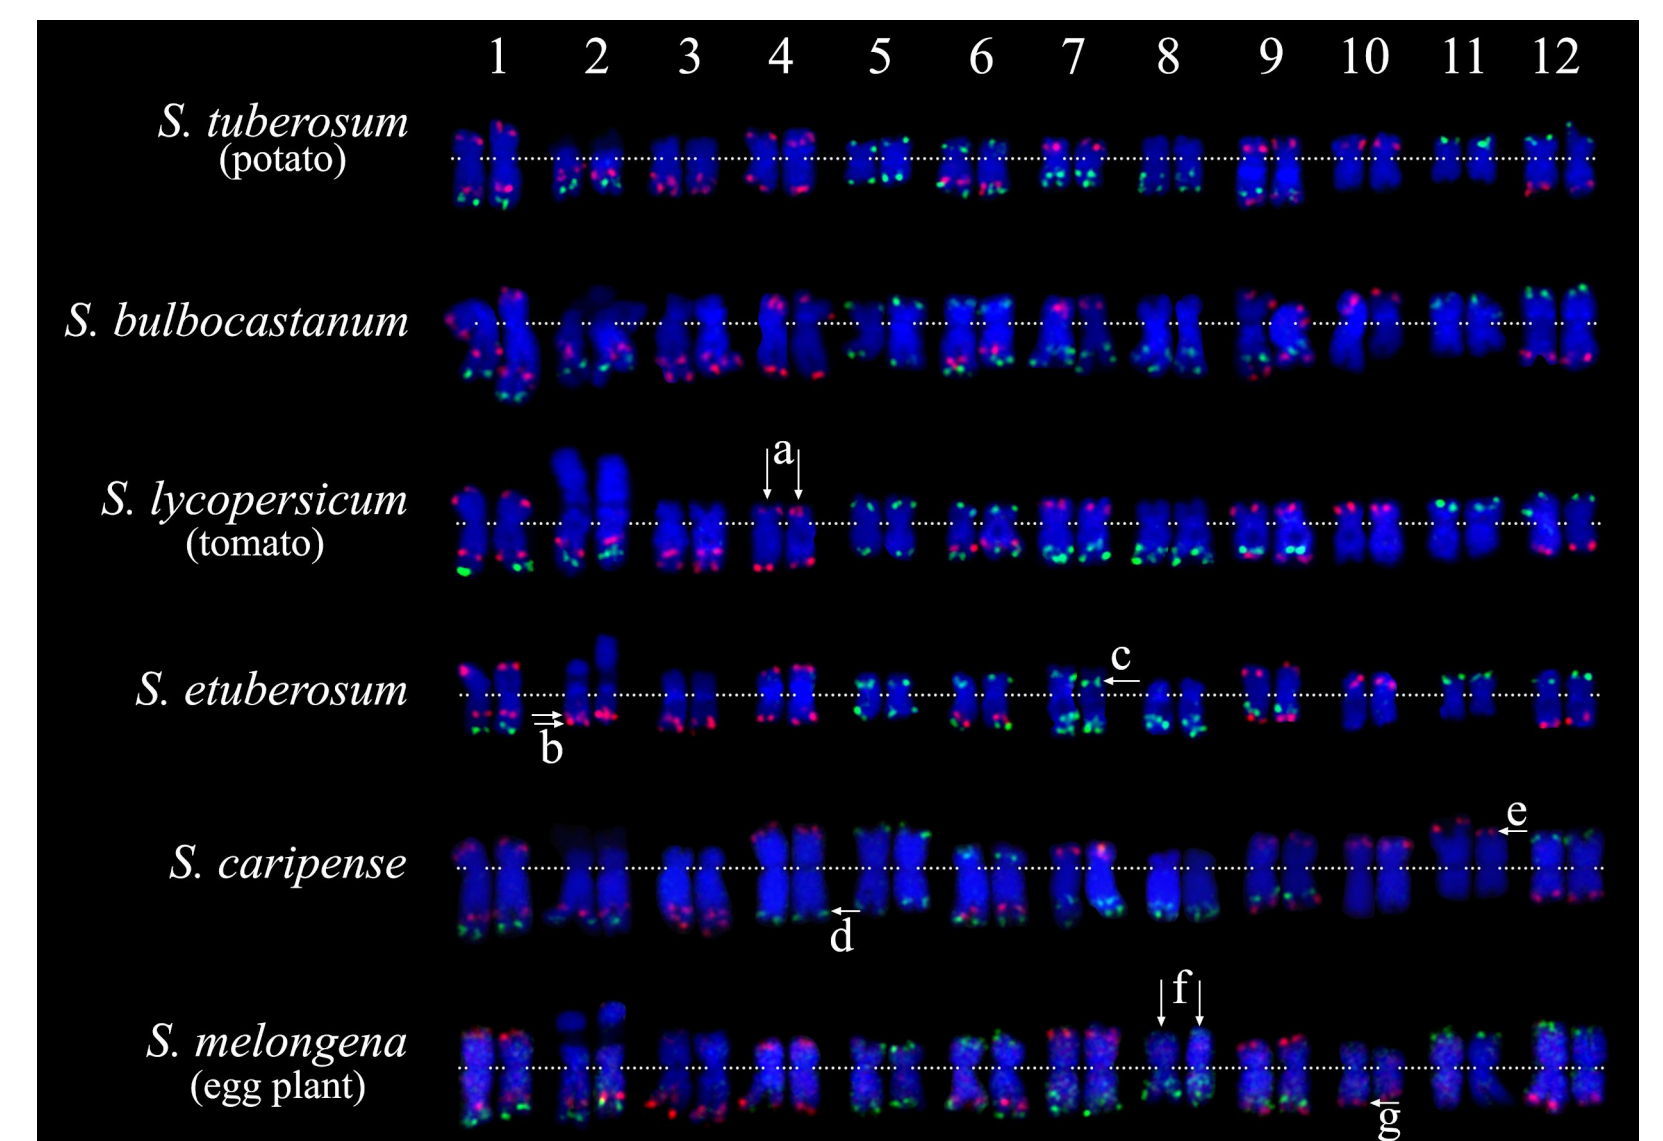 1 2 3 4 5 6 7 8 9 10 11 12
S. tuberosum
(potato)
S. bulbocastanum
a
S. lycopersicum
(tomato)
c
S. etuberosum
b
e
S. caripense
d
f
S. melongena
(egg plant)
g